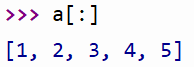 >>> a[:]
[1, 2, 3, 4, 5]